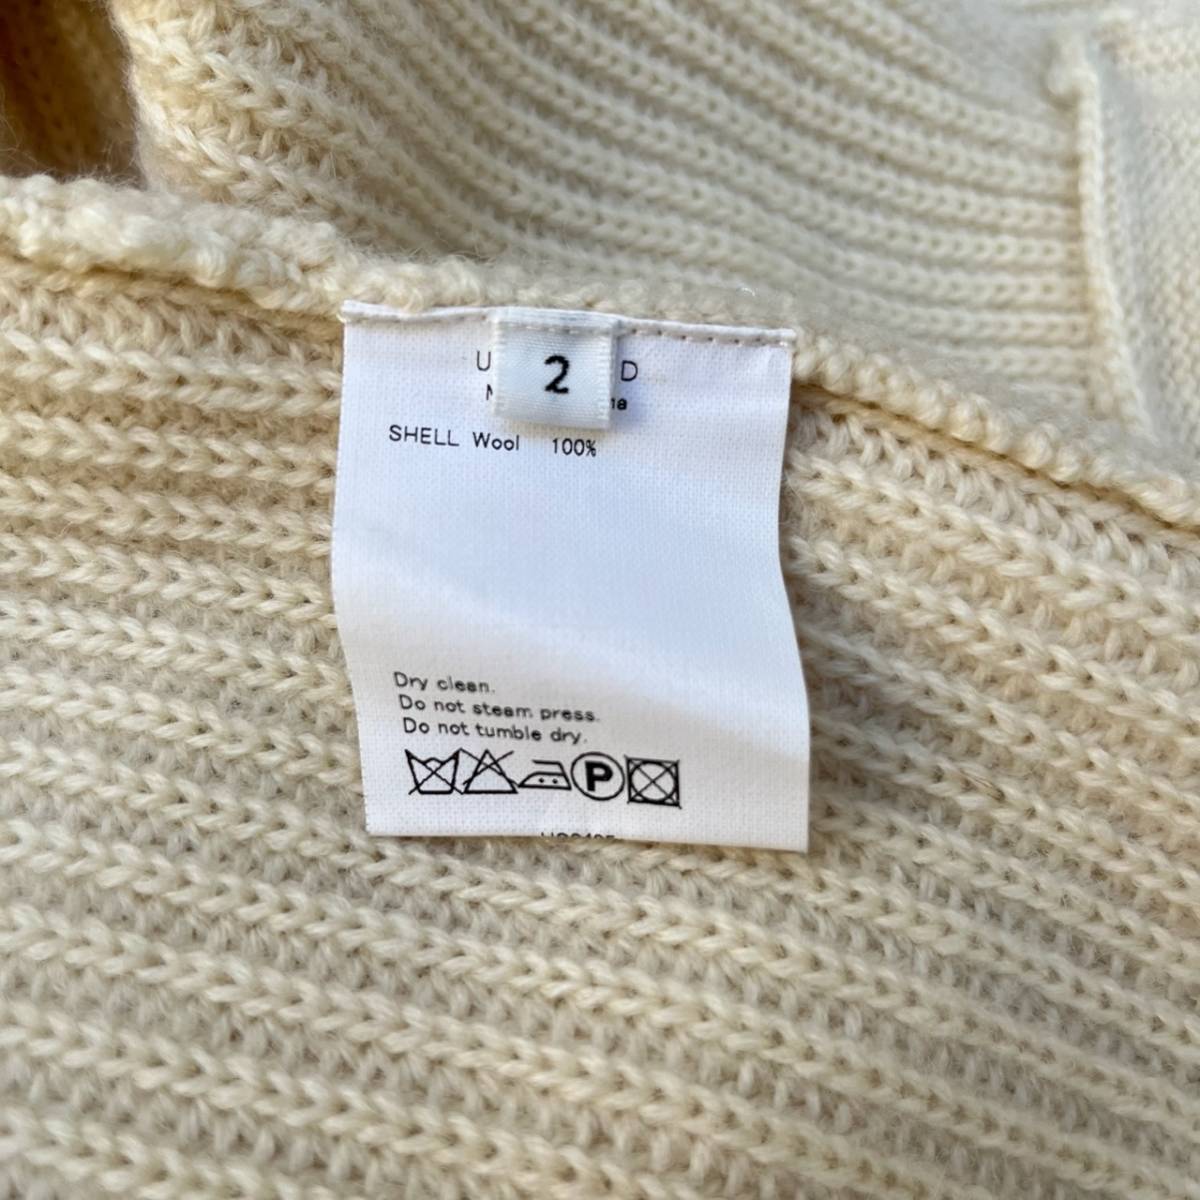 2
SHELL Wool 100%
Dry clean.
Do not steam press.
Do not tumble dry.
P